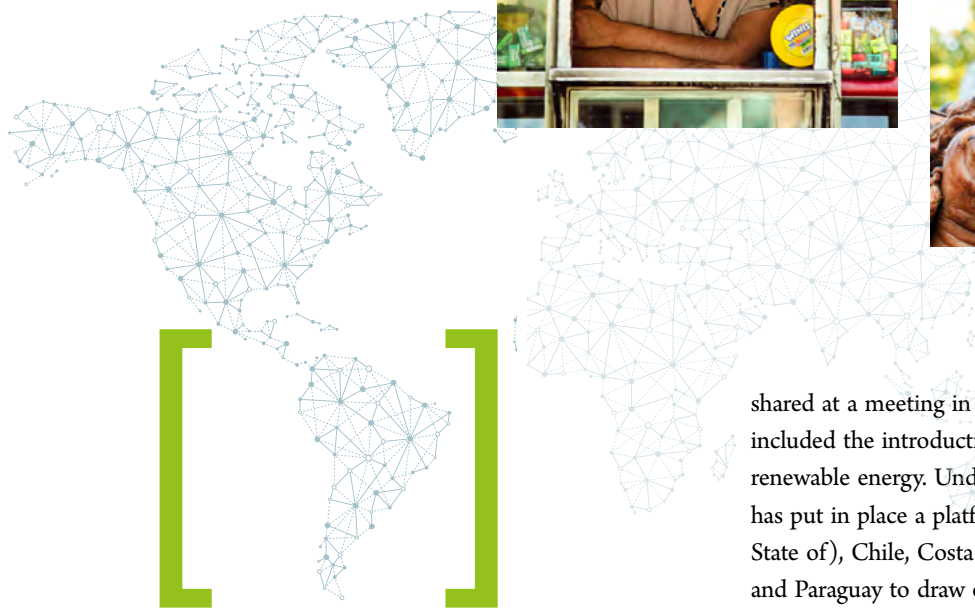 shared at a meeting in
included the introducti
renewable energy. Und
has put in place a platf
State of), Chile, Costa
and Paraguay to draw